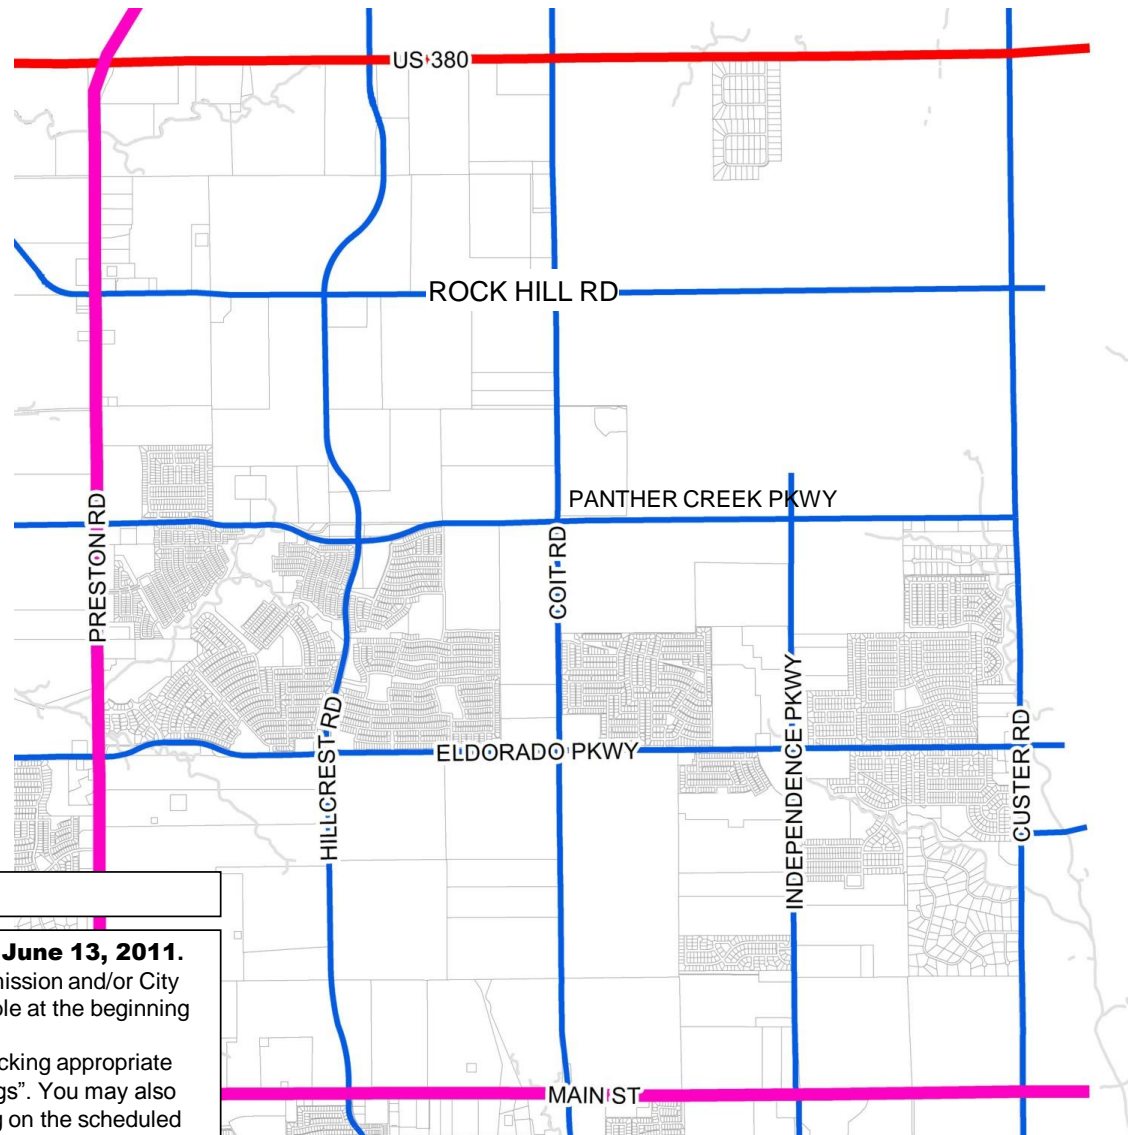 US 380
ROCK HILL RD
PANTHER CREEK PKWY
PRESTON RD
COIT RD
HILLCREST RD
ELDORADO PKWY
INDEPENDENCE PKWY
CUSTER RD
June 13, 2011.
mission and/or City
ble at the beginning
cking appropriate
gs”. You may also
g on the scheduled
MAIN ST